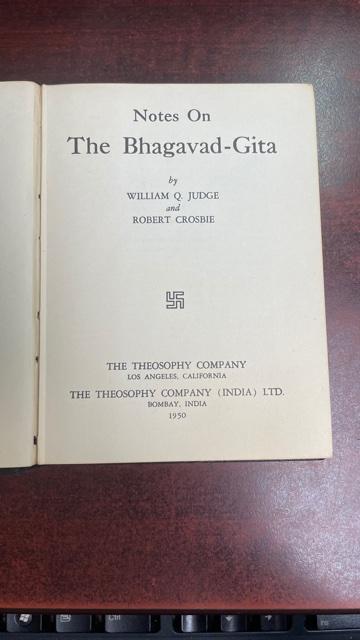 Notes On
The Bhagavad-Gita
by
WILLIAM Q. JUDGE
and
ROBERT CROSBIE
THE THEOSOPHY COMPANY
LOS ANGELES, CALIFORNIA
THE THEOSOPHY COMPANY (INDIA) LTD.
BOMBAY, INDIA
1950
Ctrl